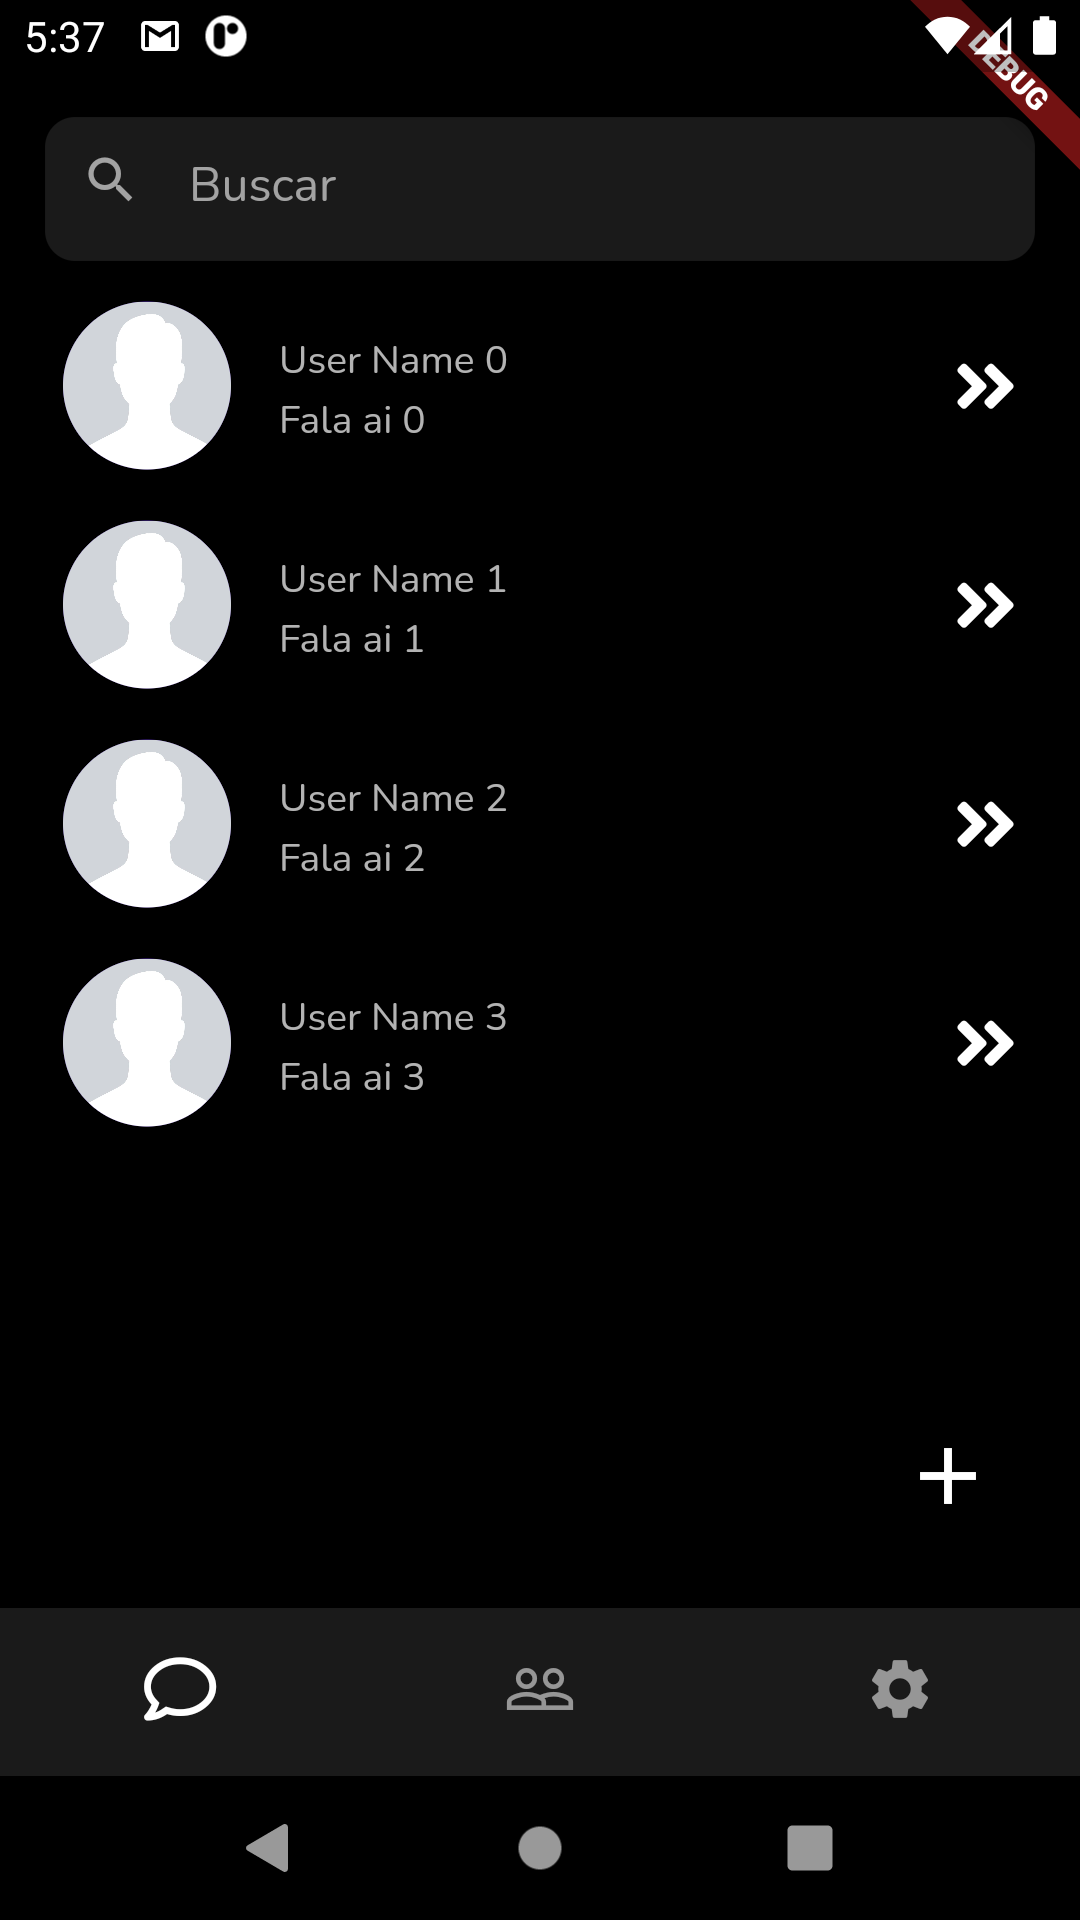 5:37
DEBUG
Buscar
User Name 0
Fala ai 0
User Name 1
Fala ai 1
User Name 2
Fala ai 2
User Name 3
Fala ai 3